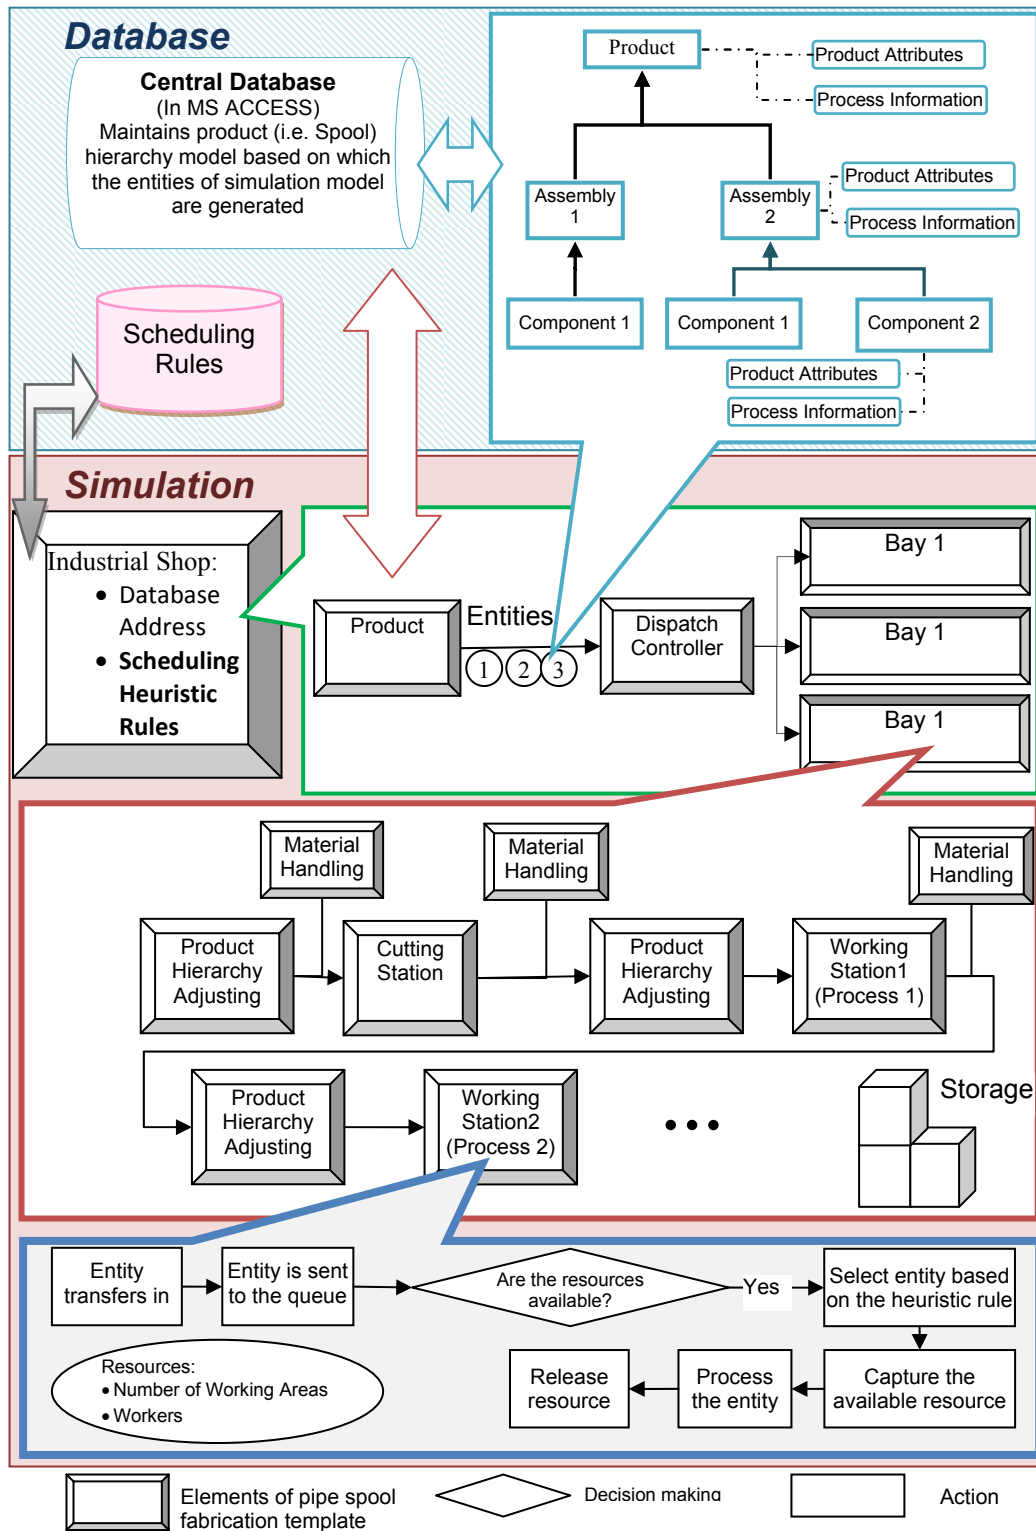 Database
Central Database
(In MS ACCESS)
Maintains product (i.e. Spool)
hierarchy model based on which
the entities of simulation model
are generated
Scheduling
Rules
Product
Product Attributes
Process Information
Assembly
1
Assembly
2
Product Attributes
Process Information
Component 1
Component 1
Component 2
Product Attributes
Process Information
Simulation
Industrial Shop:
• Database
Address
• Scheduling
Heuristic
Rules
Product
Entities
1 2 3
Dispatch
Controller
Bay 1
Bay 1
Bay 1
Material
Handling
Material
Handling
Material
Handling
Product
Hierarchy
Adjusting
Cutting
Station
Product
Hierarchy
Adjusting
Working
Station1
(Process 1)
Product
Hierarchy
Adjusting
Working
Station2
(Process 2)
•••
Storage
Entity
transfers in
Entity is sent
to the queue
Are the resources
available?
Yes
Select entity based
on the heuristic rule
Resources:
• Number of Working Areas
• Workers
Release
resource
Process
the entity
Capture the
available resource
Elements of pipe spool
fabrication template
Decision making
Action